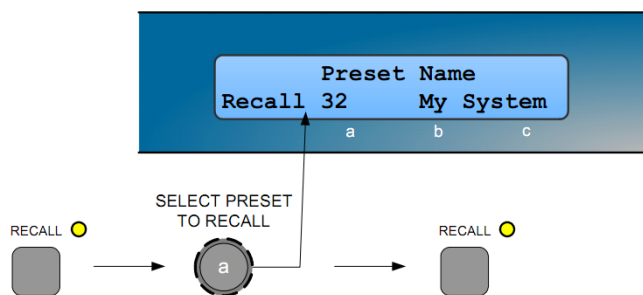 Preset Name
Recall 32 My System
a b c
SELECT PRESET
TO RECALL
RECALL
a
RECALL